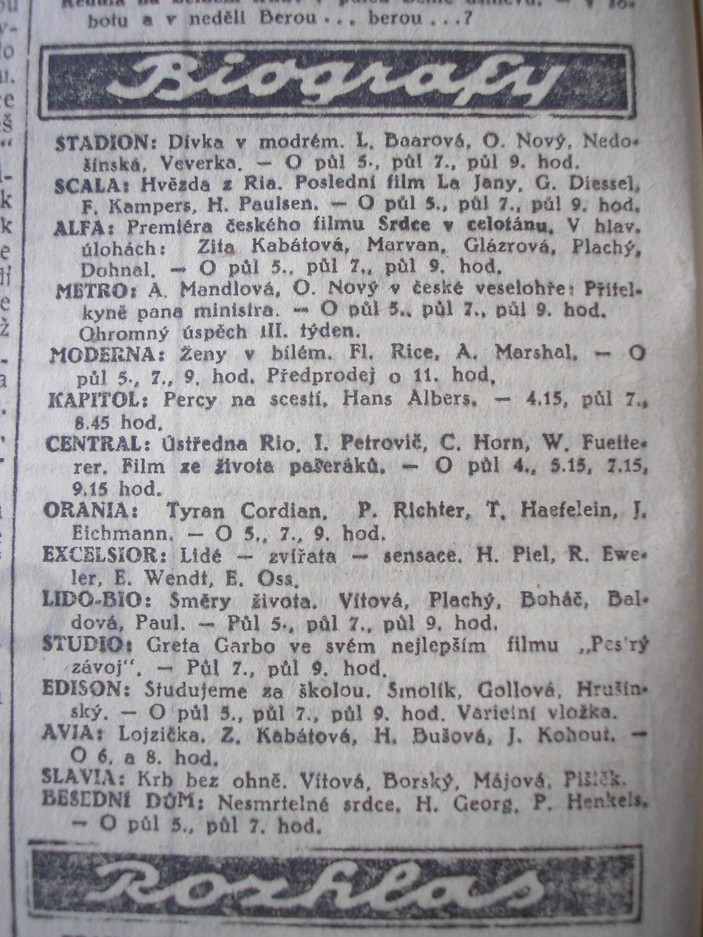 botu a v neděli Berou... berou...?
Biografy
STADION: Dívka v modrém. L. Baarová, O. Nový, Nedo-
šínská, Veverka. — O půl 5., půl 7., půl 9. hod.
SCALA: Hvězda z Ria. Poslední film La Jany, G. Diessel,
F. Kampers, H. Paulsen. — O půl 5., půl 7., půl 9. hod.
ALFA: Premiéra českého filmu Srdce v celofánu. V hlav.
úlohách: Zita Kabátová, Marvan, Glázrová, Plachý,
Dohnal. — O půl 5., půl 7., půl 9. hod.
METRO: A. Mandlová, O. Nový v české veselohře: Přítel-
kyně pana ministra. — O půl 5., půl 7., půl 9. hod.
Ohromný úspěch III. týden.
MODERNA: Ženy v bílém. Fl. Rice, A. Marshal. — O
půl 5., 7., 9. hod. Předprodej o 11. hod.
KAPITOL: Percy na scestí. Hans Albers. — 4.15, půl 7.,
8.45 hod.
CENTRAL: Ústředna Rio. I. Petrovič, C. Horn, W. Fuette-
rer. Film ze života pašeráků. — O půl 4., 5.15, 7.15,
9.15 hod.
ORANIA: Tyran Cordian. P. Richter, T. Haefelein, J.
Eichmann. — O 5., 7., 9. hod.
EXCELSIOR: Lidé — zvířata — sensace. H. Piel, R. Ewe-
ler, E. Wendt, E. Oss.
LIDO-BIO: Směry života. Vítová, Plachý, Boháč, Bal-
dová, Paul. — Půl 5., půl 7., půl 9. hod.
STUDIO: Greta Garbo ve svém nejlepším filmu „Pestrý
závoj“. — Půl 7., půl 9. hod.
EDISON: Studujeme za školou. Smolík, Gollová, Hrušín-
ský. — O půl 5., půl 7., půl 9. hod. Varietní vložka.
AVIA: Lojzička. Z. Kabátová, H. Bušová, J. Kohout. —
O 6. a 8. hod.
SLAVIA: Krb bez ohně. Vítová, Borský, Májová, Pištěk.
BESEDNÍ DŮM: Nesmrtelné srdce. H. Georg, P. Henkels.
— O půl 5., půl 7. hod.
Rozhlas